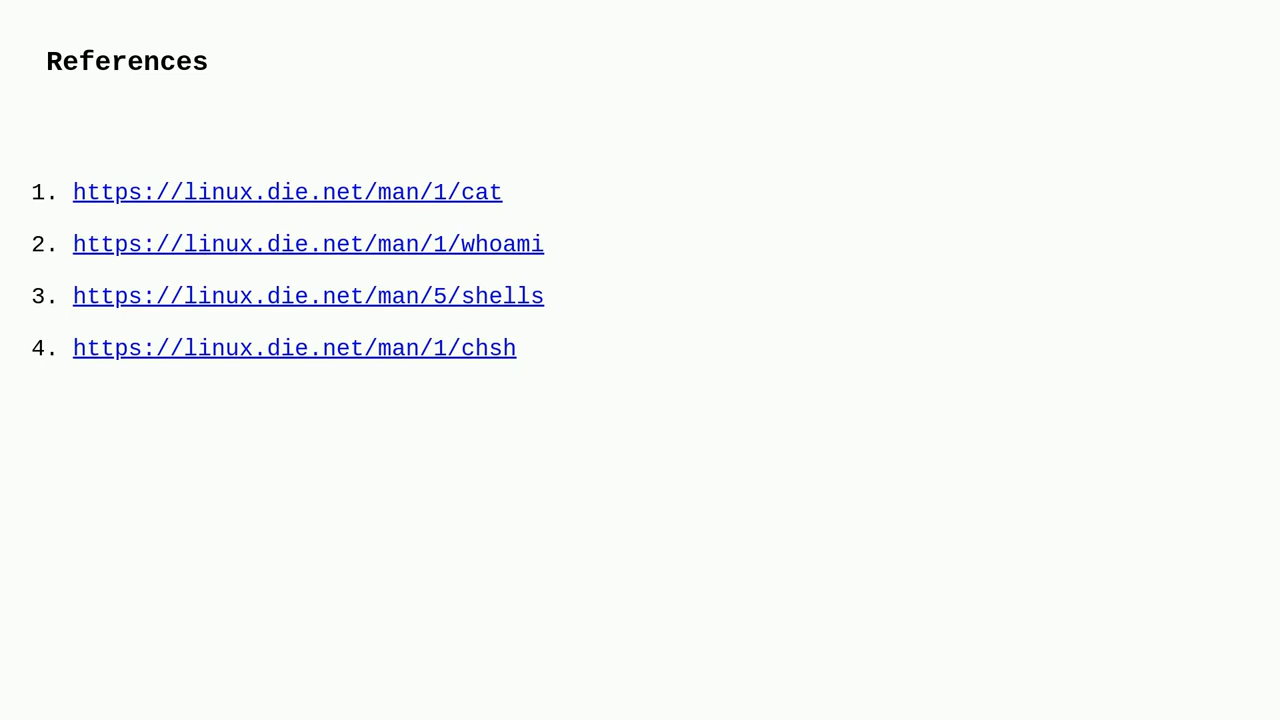 References
1. https://linux.die.net/man/1/cat
2. https://linux.die.net/man/1/whoami
3. https://linux.die.net/man/5/shells
4. https://linux.die.net/man/1/chsh